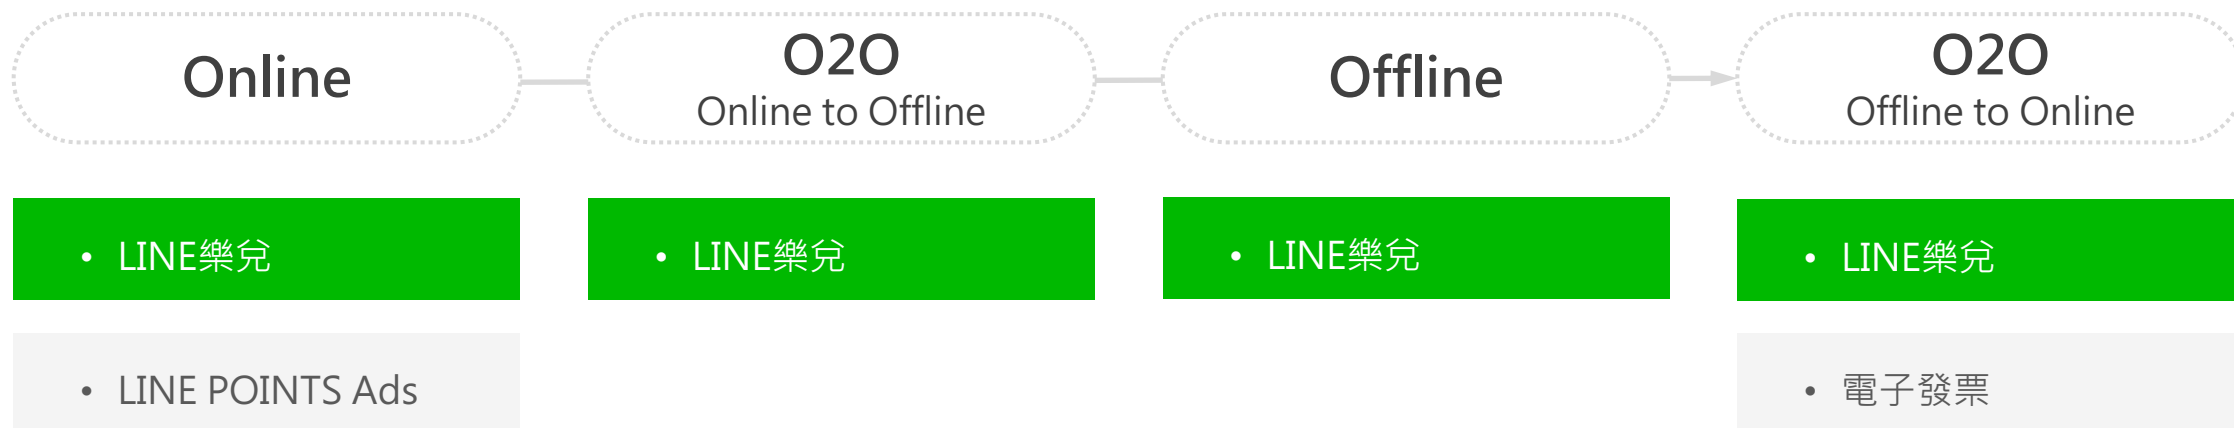 Online
O2O
Online to Offline
Offline
O2O
Offline to Online
• LINE樂兌
• LINE樂兌
• LINE樂兌
• LINE樂兌
• LINE POINTS Ads
• 電子發票